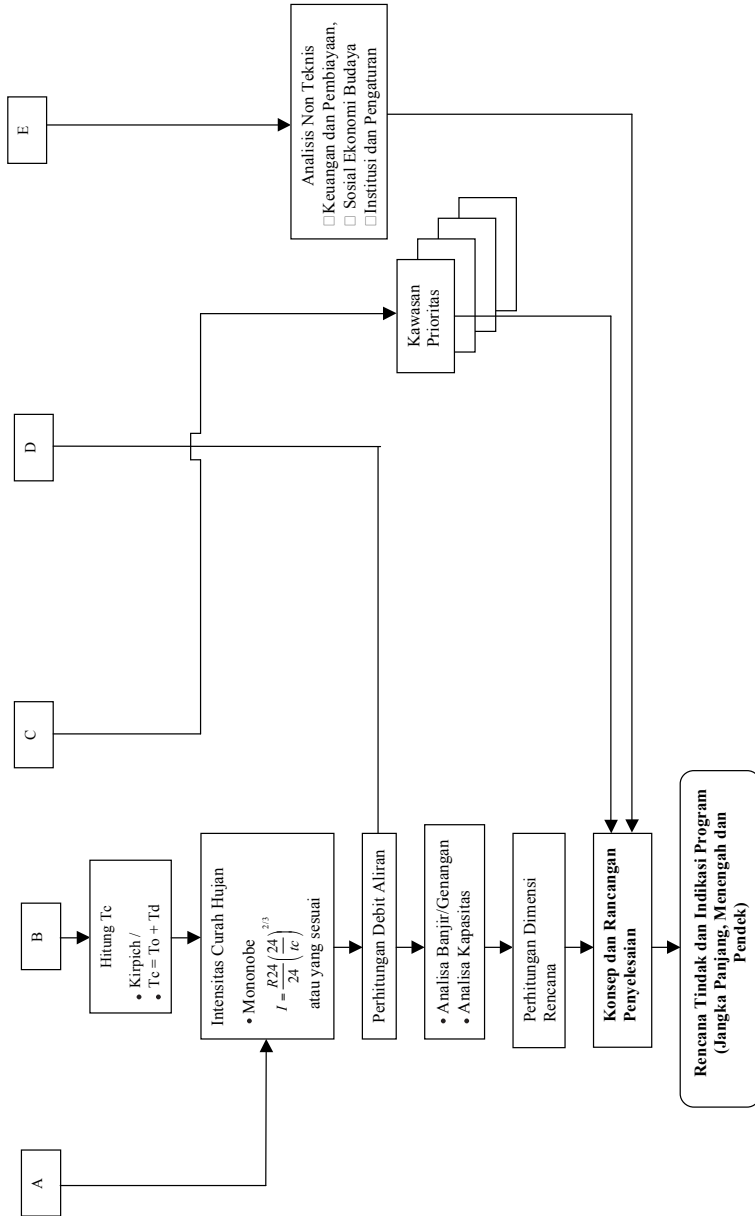 A
B
C
D
E
Hitung Tc
• Kirpich /
• Tc = To + Td
Intensitas Curah Hujan
• Mononobe
I = R24/24 (24/tc)^2/3
atau yang sesuai
Perhitungan Debit Aliran
• Analisa Banjir/Genangan
• Analisa Kapasitas
Perhitungan Dimensi
Rencana
Konsep dan Rancangan
Penyelesaian
Rencana Tindak dan Indikasi Program
(Jangka Panjang, Menengah dan
Pendek)
Kawasan
Prioritas
Analisis Non Teknis
□Keuangan dan Pembiayaan,
□ Sosial Ekonomi Budaya
□Institusi dan Pengaturan